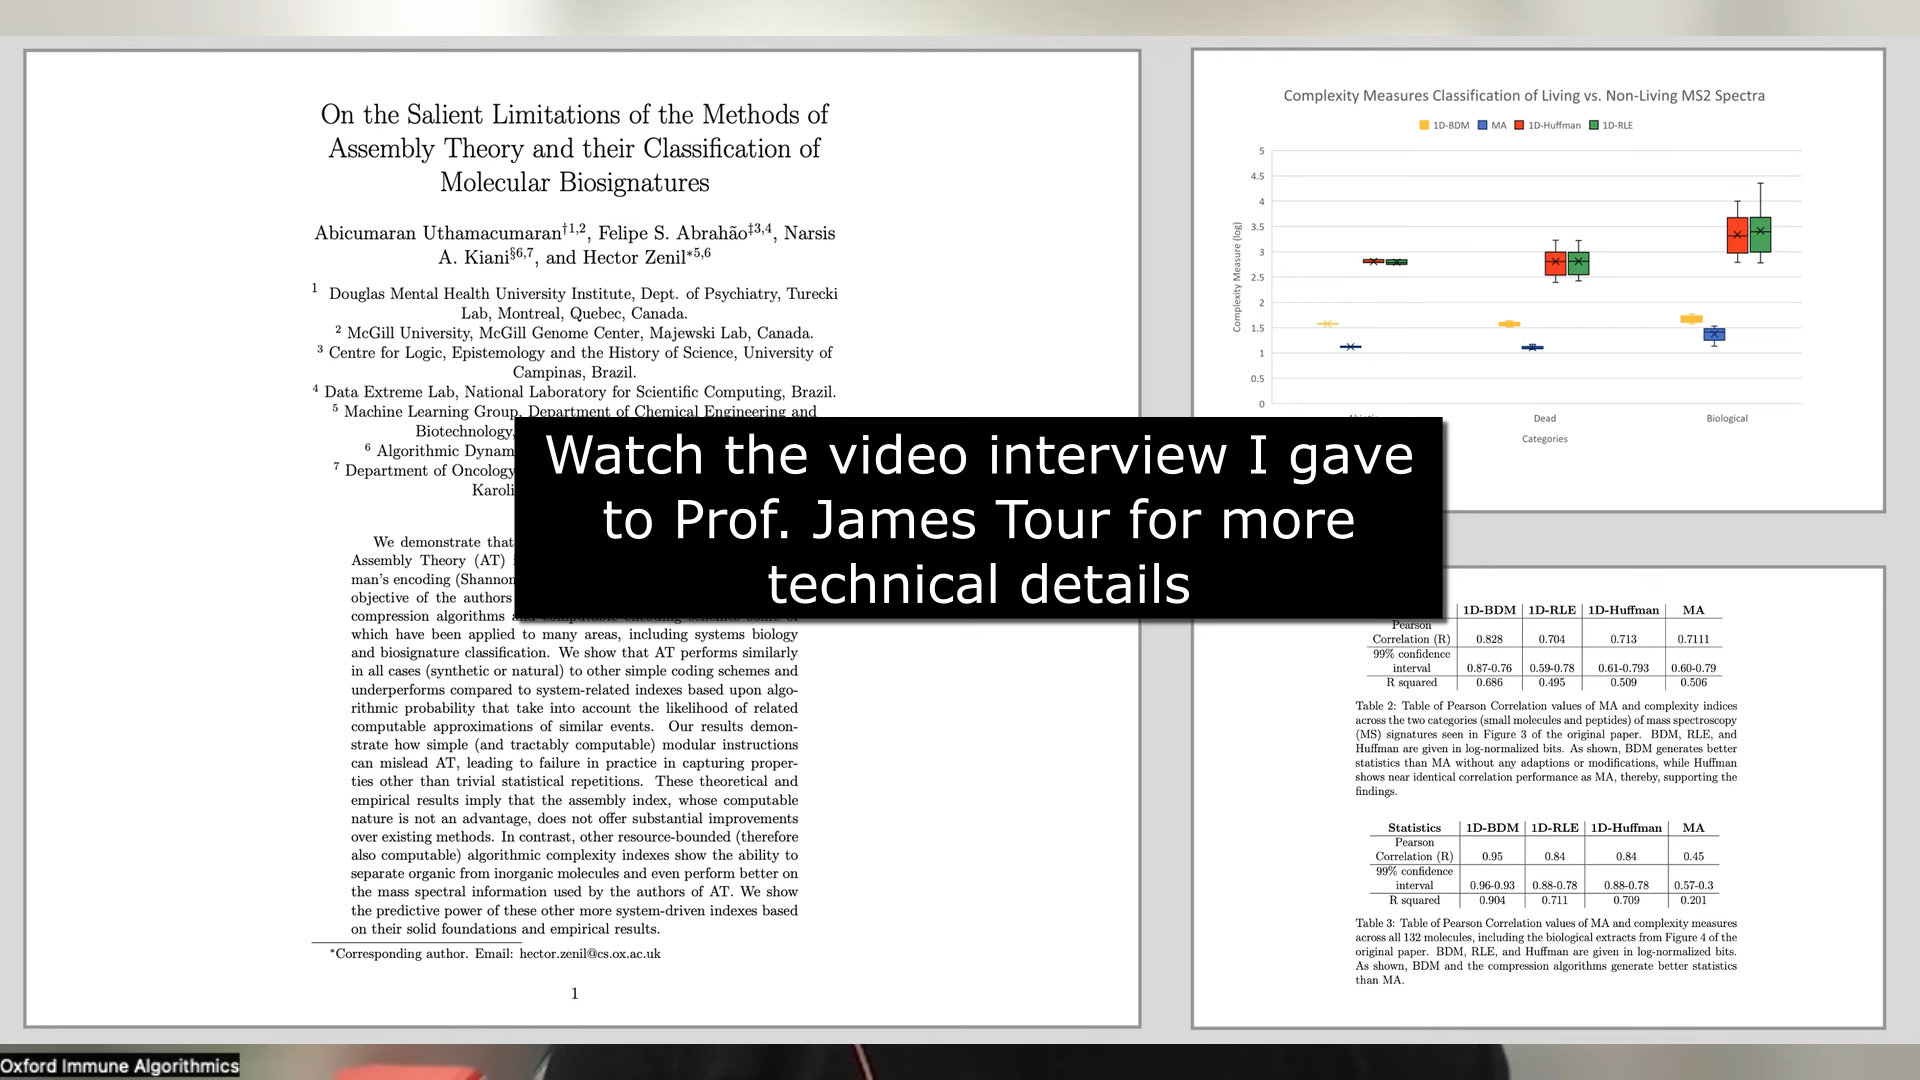 On the Salient Limitations of the Methods of
Assembly Theory and their Classification of
Molecular Biosignatures
Abicumaran Uthamacumaran†1,2, Felipe S. Abrahão‡3,4, Narsis
A. Kiani§6,7, and Hector Zenil*5,6
1 Douglas Mental Health University Institute, Dept. of Psychiatry, Turecki
Lab, Montreal, Quebec, Canada.
2 McGill University, McGill Genome Center, Majewski Lab, Canada.
3 Centre for Logic, Epistemology and the History of Science, University of
Campinas, Brazil.
4 Data Extreme Lab, National Laboratory for Scientific Computing, Brazil.
5 Machine Learning Group, Department of Chemical Engineering and
Biotechnology,
6 Algorithmic Dynam
7 Department of Oncology
Karoli
We demonstrate that
Assembly Theory (AT)
man's encoding (Shannon
objective of the authors
compression algorithms
which have been applied to many areas, including systems biology
and biosignature classification. We show that AT performs similarly
in all cases (synthetic or natural) to other simple coding schemes and
underperforms compared to system-related indexes based upon algo-
rithmic probability that take into account the likelihood of related
computable approximations of similar events. Our results demon-
strate how simple (and tractably computable) modular instructions
can mislead AT, leading to failure in practice in capturing proper-
ties other than trivial statistical repetitions. These theoretical and
empirical results imply that the assembly index, whose computable
nature is not an advantage, does not offer substantial improvements
over existing methods. In contrast, other resource-bounded (therefore
also computable) algorithmic complexity indexes show the ability to
separate organic from inorganic molecules and even perform better on
the mass spectral information used by the authors of AT. We show
the predictive power of these other more system-driven indexes based
on their solid foundations and empirical results.
*Corresponding author. Email: hector.zenil@cs.ox.ac.uk
1
Watch the video interview I gave
to Prof. James Tour for more
technical details
Complexity Measures Classification of Living vs. Non-Living MS2 Spectra
1D-BDM MA 1D-Huffman 1D-RLE
Complexity Measure (log)
5
4.5
4
3.5
3
2.5
2
1.5
1
0.5
0
Dead Biological
Categories
1D-BDM 1D-RLE 1D-Huffman MA
Pearson
Correlation (R) 0.828 0.704 0.713 0.7111
99% confidence
interval 0.87-0.76 0.59-0.78 0.61-0.793 0.60-0.79
R squared 0.686 0.495 0.509 0.506
Table 2: Table of Pearson Correlation values of MA and complexity indices
across the two categories (small molecules and peptides) of mass spectroscopy
(MS) signatures seen in Figure 3 of the original paper. BDM, RLE, and
Huffman are given in log-normalized bits. As shown, BDM generates better
statistics than MA without any adaptions or modifications, while Huffman
shows near identical correlation performance as MA, thereby, supporting the
findings.
Statistics 1D-BDM 1D-RLE 1D-Huffman MA
Pearson
Correlation (R) 0.95 0.84 0.84 0.45
99% confidence
interval 0.96-0.93 0.88-0.78 0.88-0.78 0.57-0.3
R squared 0.904 0.711 0.709 0.201
Table 3: Table of Pearson Correlation values of MA and complexity measures
across all 132 molecules, including the biological extracts from Figure 4 of the
original paper. BDM, RLE, and Huffman are given in log-normalized bits.
As shown, BDM and the compression algorithms generate better statistics
than MA.
Oxford Immune Algorithmics